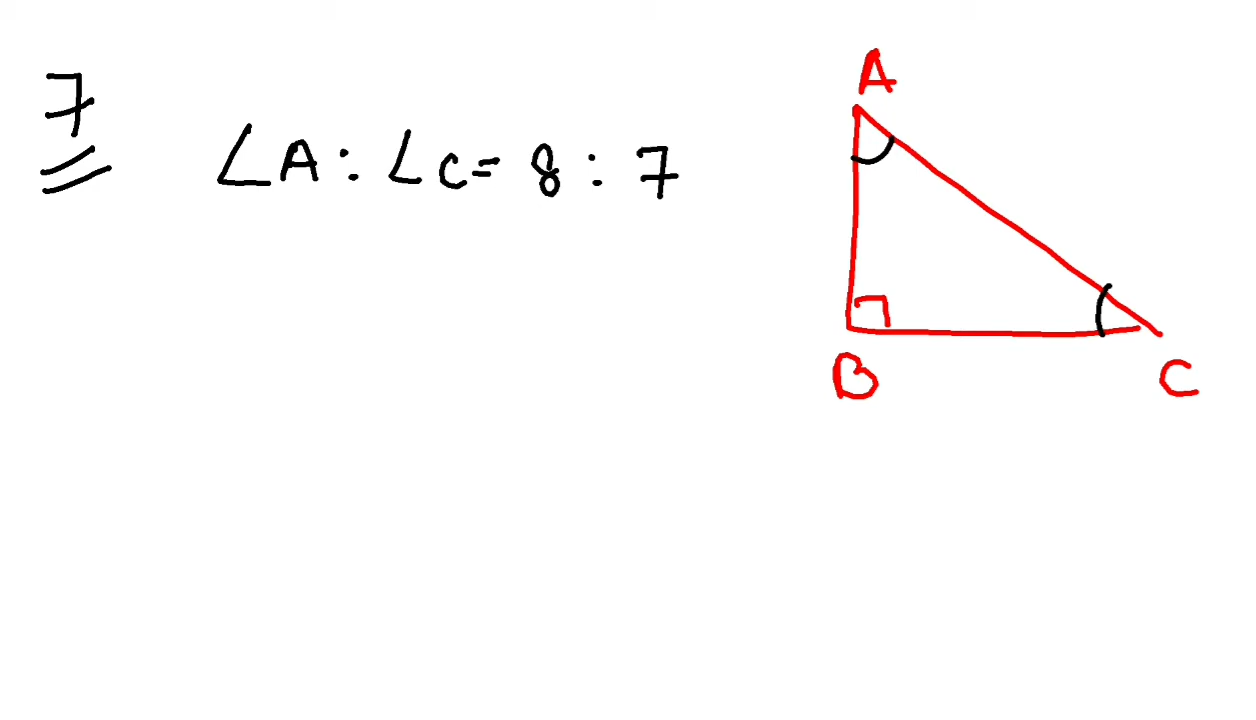 7
∠A : ∠C = 8 : 7
A
B
C